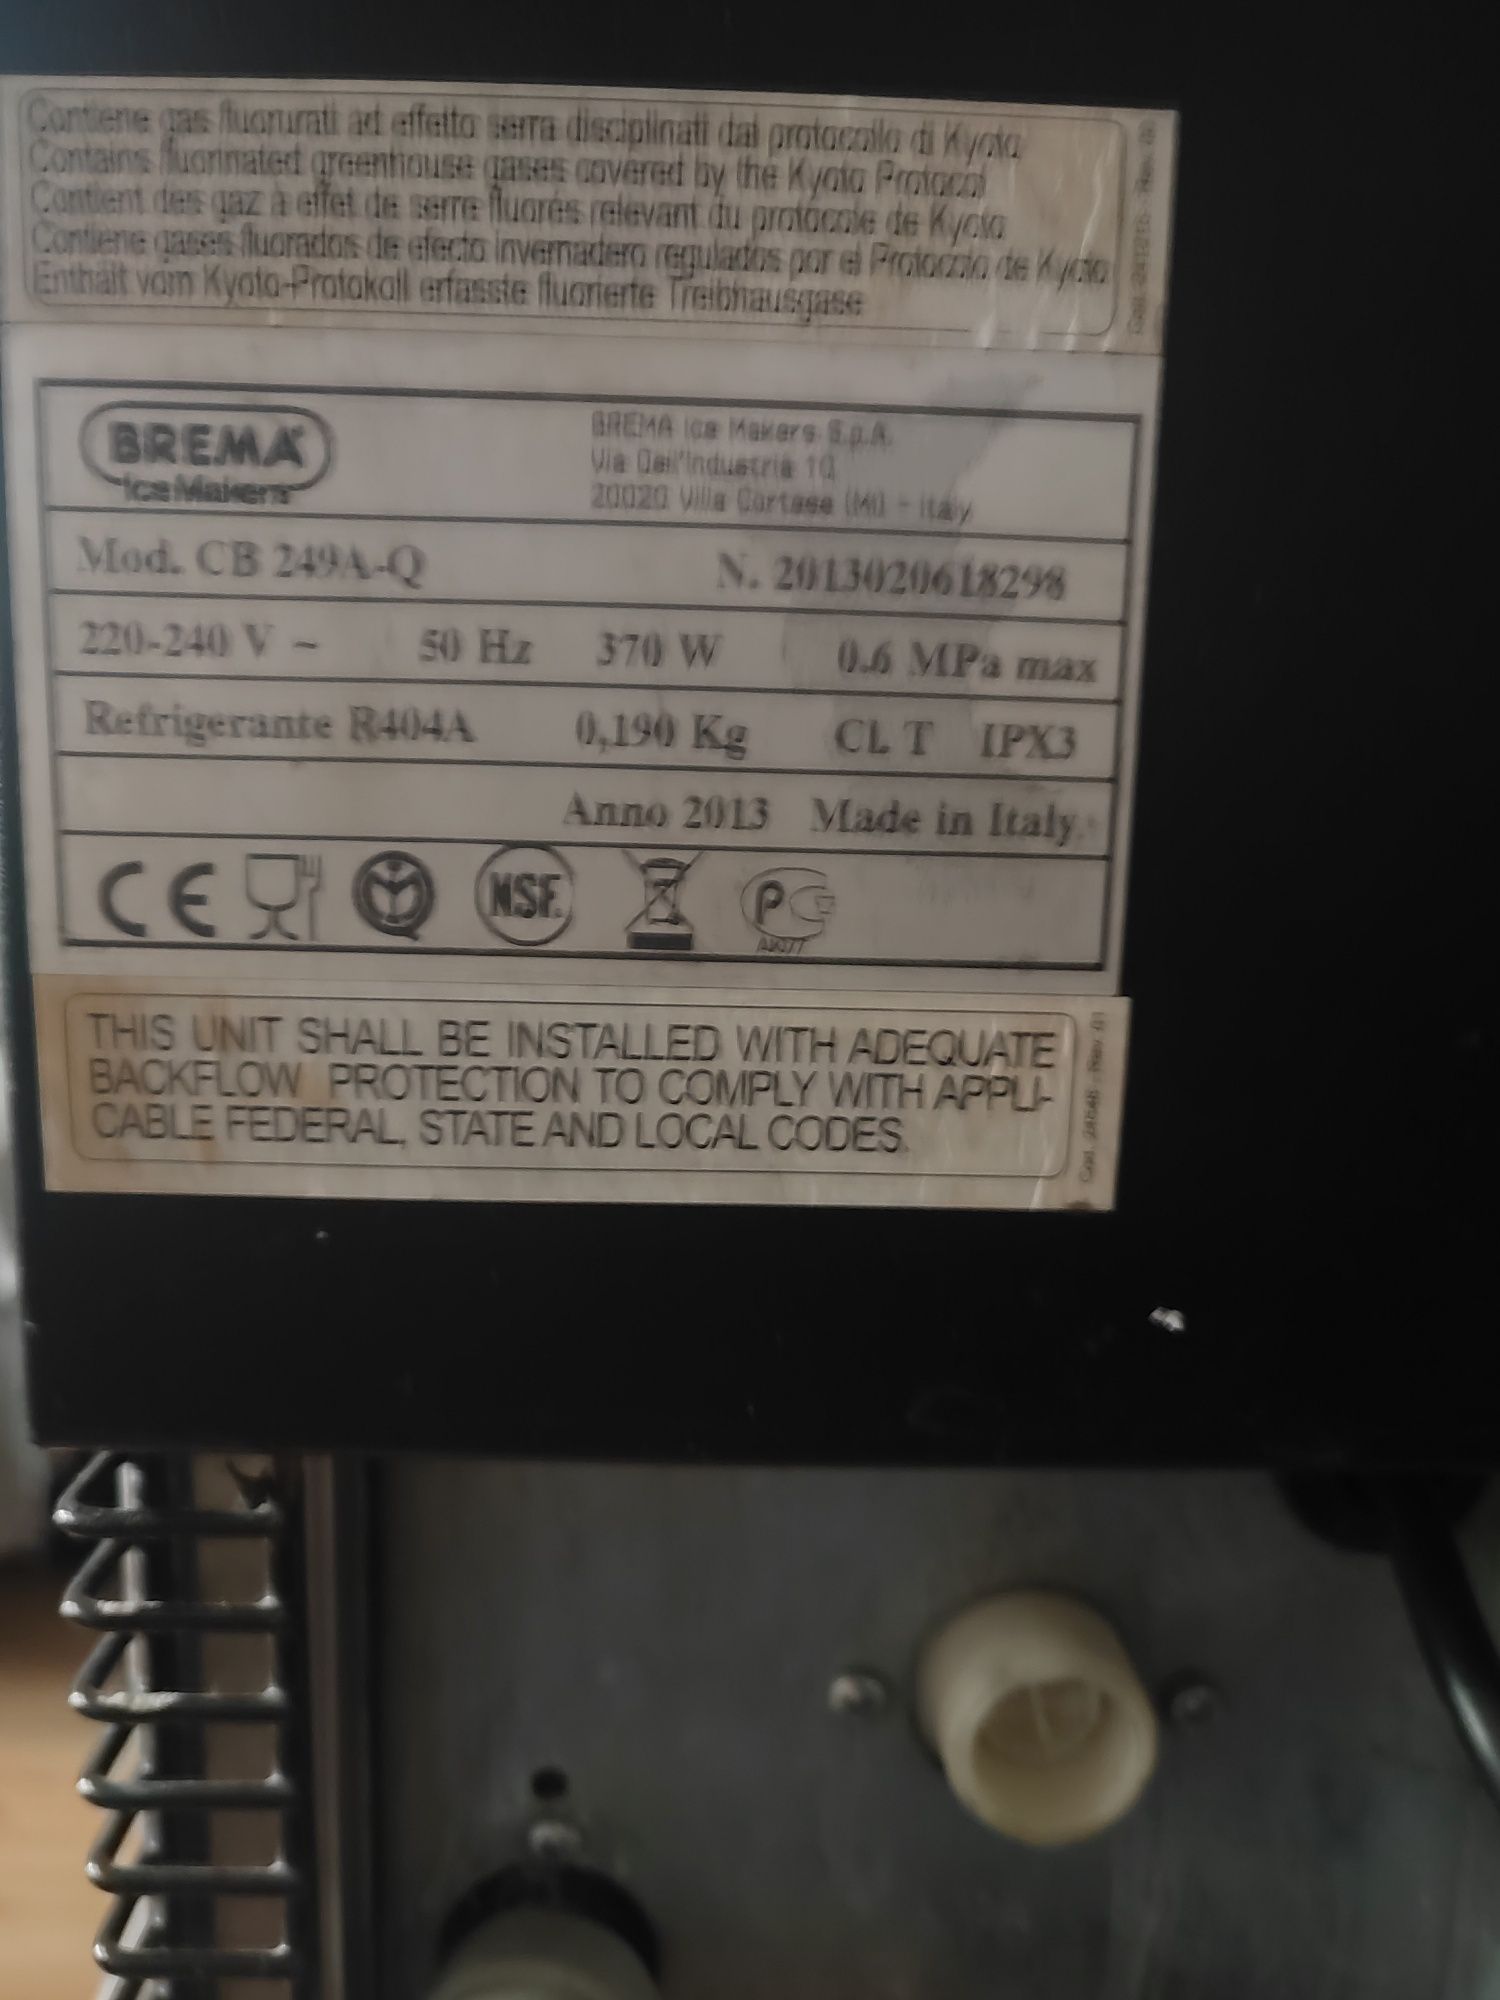 Contiene gas fluorurati ad effetto serra disciplinati dal protocollo di Kyoto
Contains fluorinated greenhouse gases covered by the Kyoto Protocol
Contient des gaz à effet de serre fluorés relevant du protocole de Kyoto
Contiene gases fluorados de efecto invernadero regulados por el Protocolo de Kyoto
Enthält vom Kyoto-Protokoll erfasste fluorierte Treibhausgase
BREMA
Ice Makers
BREMA Ice Makers S.p.A.
Via Dell'Industria 10
20020 Villa Cortese (MI) - Italy
Mod. CB 249A-Q N. 2013020618298
220-240 V ~ 50 Hz 370 W 0.6 MPa max
Refrigerante R404A 0,190 Kg CL T IPX3
Anno 2013 Made in Italy
CE NSF. PC
THIS UNIT SHALL BE INSTALLED WITH ADEQUATE
BACKFLOW PROTECTION TO COMPLY WITH APPLI-
CABLE FEDERAL, STATE AND LOCAL CODES.